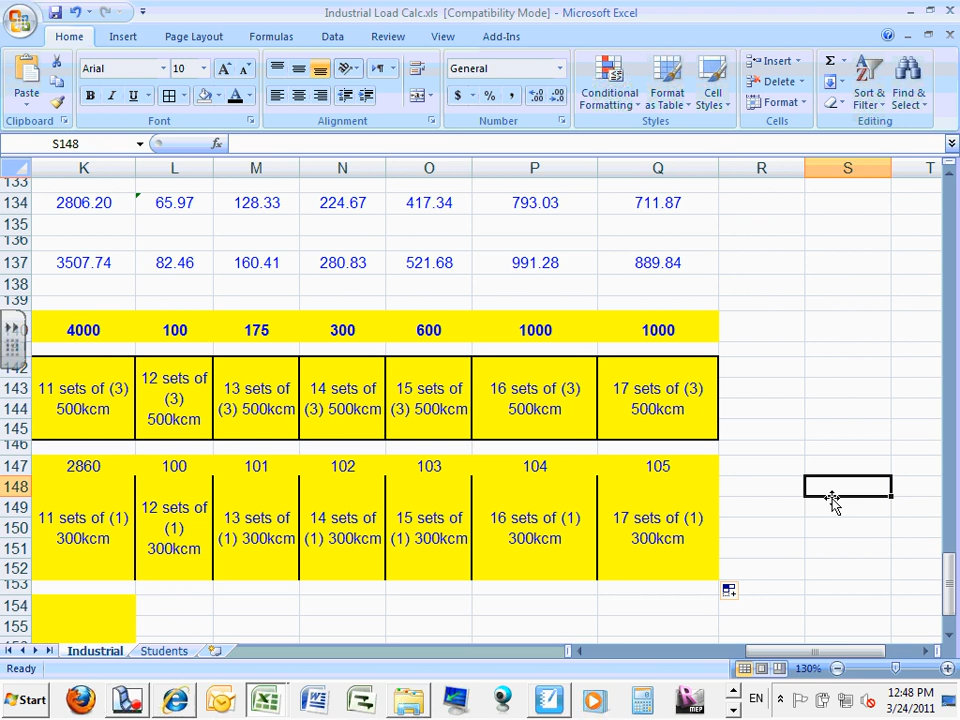 Industrial Load Calc.xls [Compatibility Mode] - Microsoft Excel
Home Insert Page Layout Formulas Data Review View Add-Ins
Paste
Arial 10
B I U A
General
$ % ,
Conditional Formatting
Format as Table
Cell Styles
Insert
Delete
Format
Σ
Sort & Filter
Find & Select
Clipboard Font Alignment Number Styles Cells Editing
S148 fx
K L M N O P Q R S T
133
134 2806.20 65.97 128.33 224.67 417.34 793.03 711.87
135
136
137 3507.74 82.46 160.41 280.83 521.68 991.28 889.84
138
139
4000 100 175 300 600 1000 1000
142
143
144
145
11 sets of (3) 500kcm
12 sets of (3) 500kcm
13 sets of (3) 500kcm
14 sets of (3) 500kcm
15 sets of (3) 500kcm
16 sets of (3) 500kcm
17 sets of (3) 500kcm
146
147 2860 100 101 102 103 104 105
148
149
150
151
152
11 sets of (1) 300kcm
12 sets of (1) 300kcm
13 sets of (1) 300kcm
14 sets of (1) 300kcm
15 sets of (1) 300kcm
16 sets of (1) 300kcm
17 sets of (1) 300kcm
153
154
155
Industrial Students
Ready 130%
Start MEP EN 12:48 PM
3/24/2011